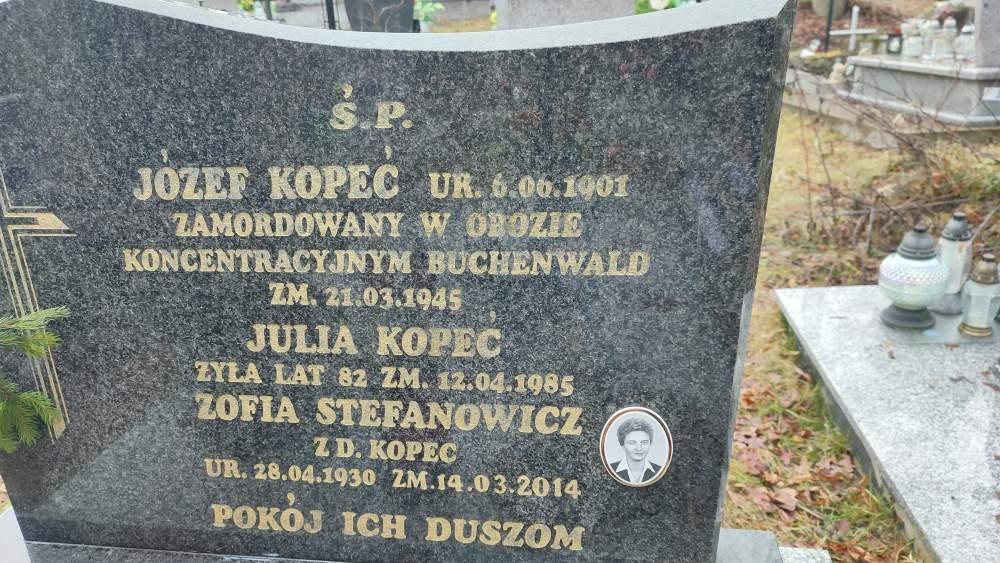 Ś.P.
JÓZEF KOPEĆ UR. 6.06.1901
ZAMORDOWANY W OBOZIE
KONCENTRACYJNYM BUCHENWALD
ZM. 21.03.1945
JULIA KOPEĆ
ŻYŁA LAT 82 ZM. 12.04.1985
ZOFIA STEFANOWICZ
Z D. KOPEC
UR. 28.04.1930 ZM.14.03.2014
POKÓJ ICH DUSZOM